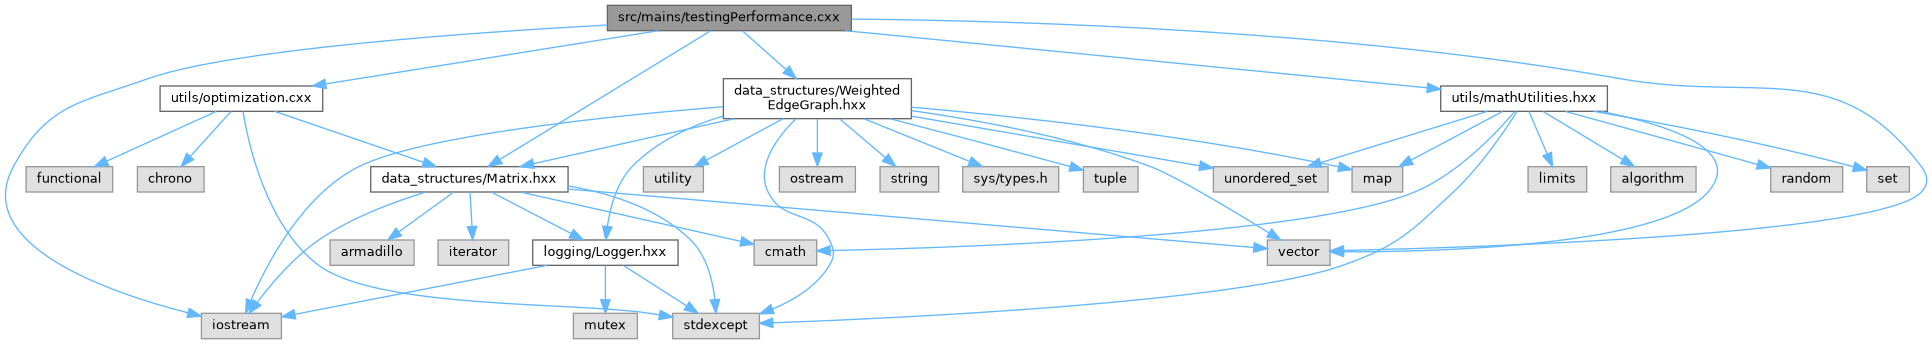 src/mains/testingPerformance.cxx
utils/optimization.cxx
data_structures/Weighted
EdgeGraph.hxx
utils/mathUtilities.hxx
functional
chrono
data_structures/Matrix.hxx
utility
ostream
string
sys/types.h
tuple
unordered_set
map
limits
algorithm
random
set
armadillo
iterator
logging/Logger.hxx
cmath
vector
iostream
mutex
stdexcept